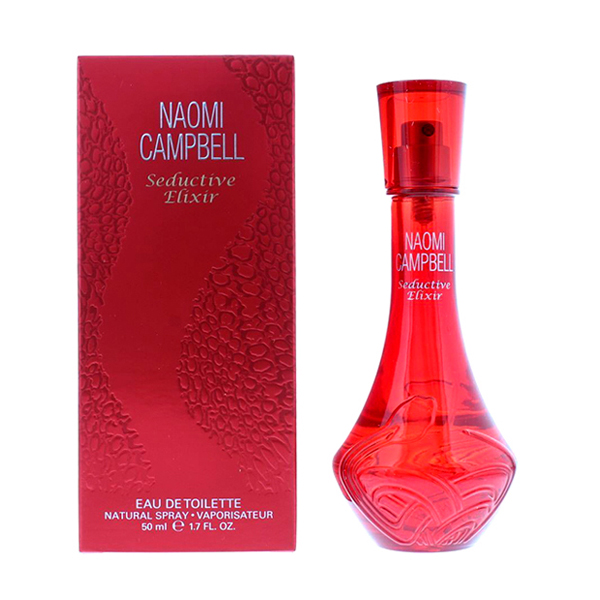 NAOMI
CAMPBELL
Seductive
Elixir
EAU DE TOILETTE
NATURAL SPRAY • VAPORISATEUR
50 ml ℮ 1.7 FL. OZ.
NAOMI
CAMPBELL
Seductive
Elixir